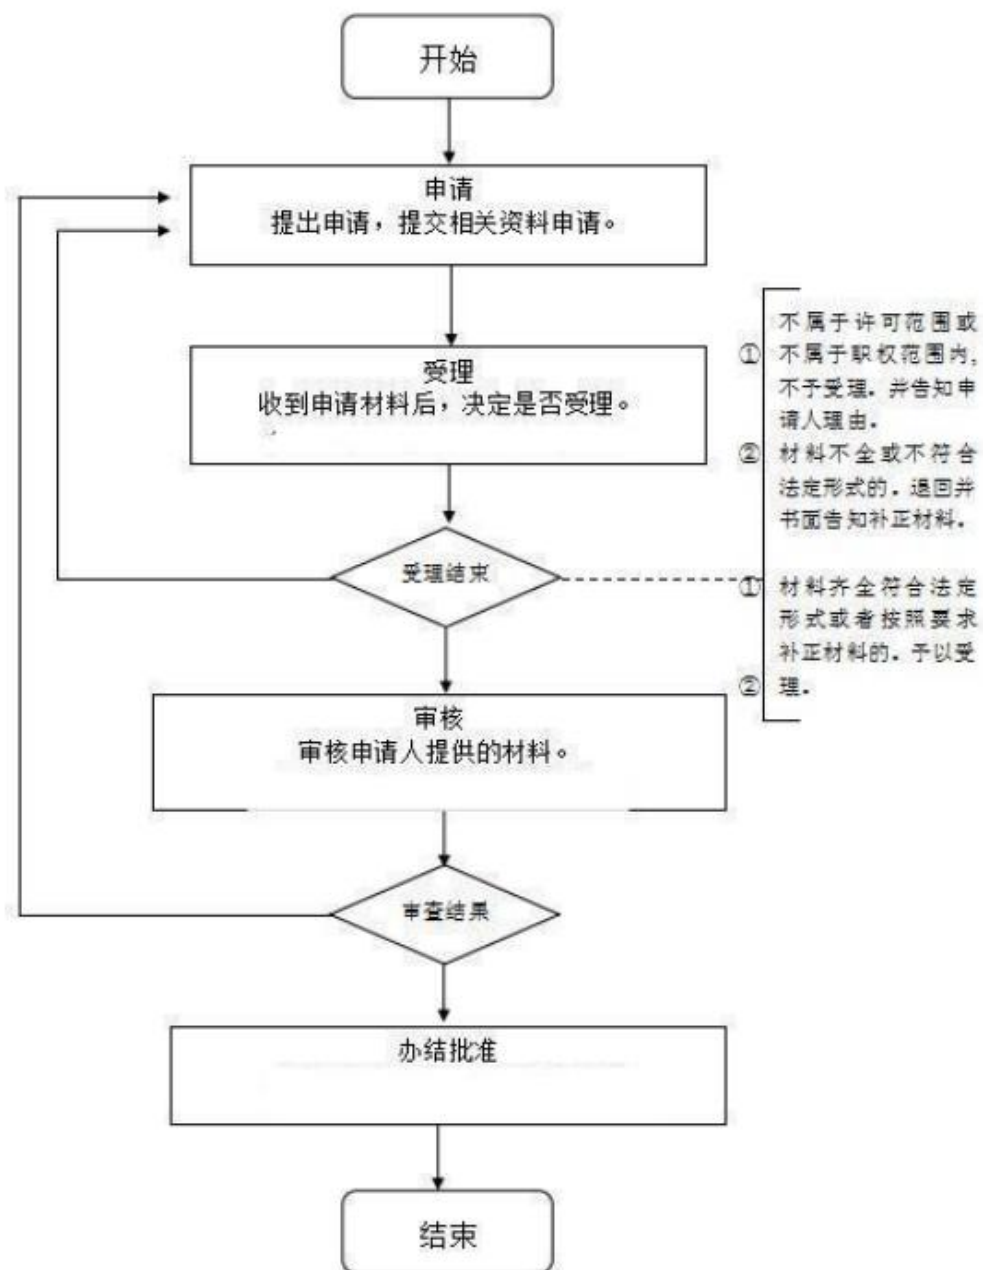 开始
申请
提出申请，提交相关资料申请。
受理
收到申请材料后，决定是否受理。
不属于许可范围或
① 不属于职权范围内,
不予受理. 并告知申
请人理由.
② 材料不全或不符合
法定形式的. 退回并
书面告知补正材料.
受理结束
① 材料齐全符合法定
形式或者按照要求
补正材料的. 予以受
② 理.
审核
审核申请人提供的材料。
审查结果
办结批准
结束